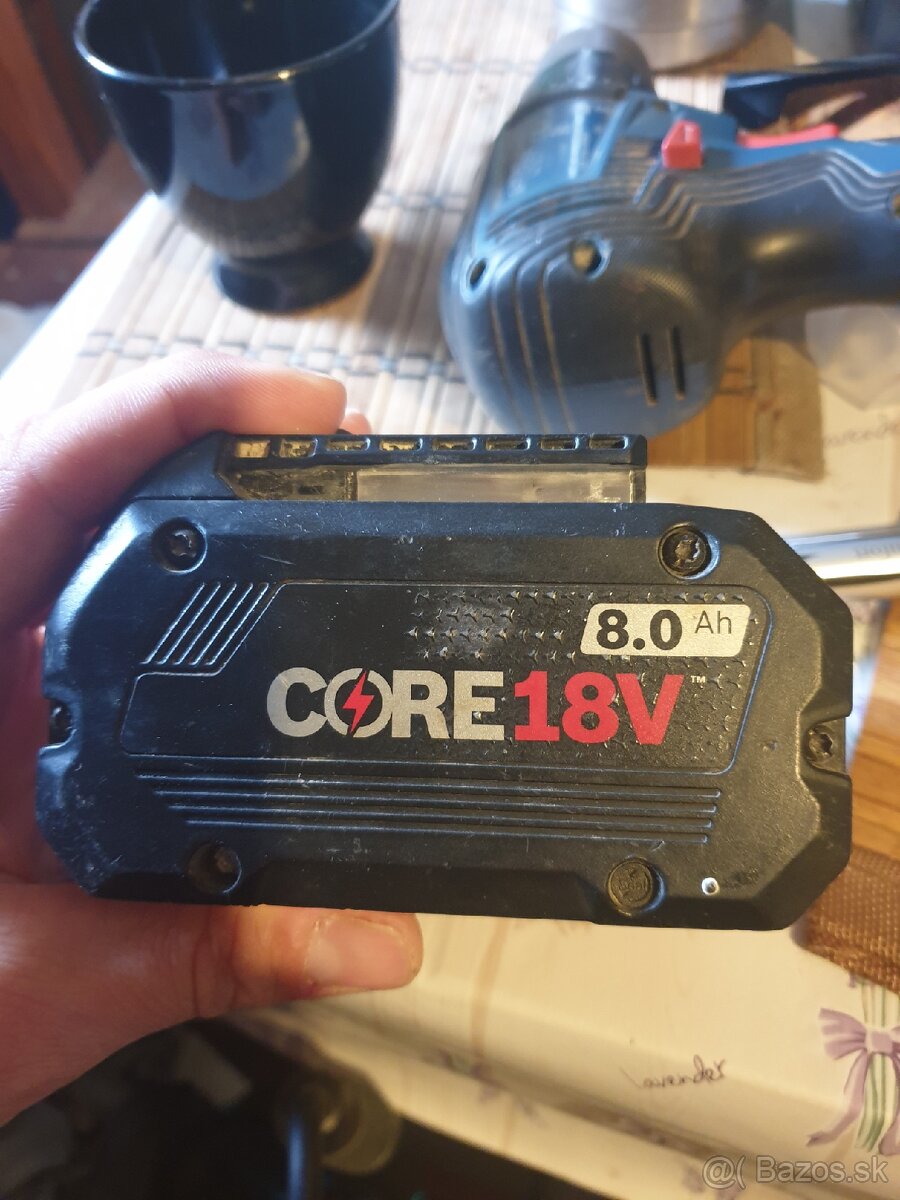 8.0 Ah
CORE18V™
Lavender
@( Bazos.sk